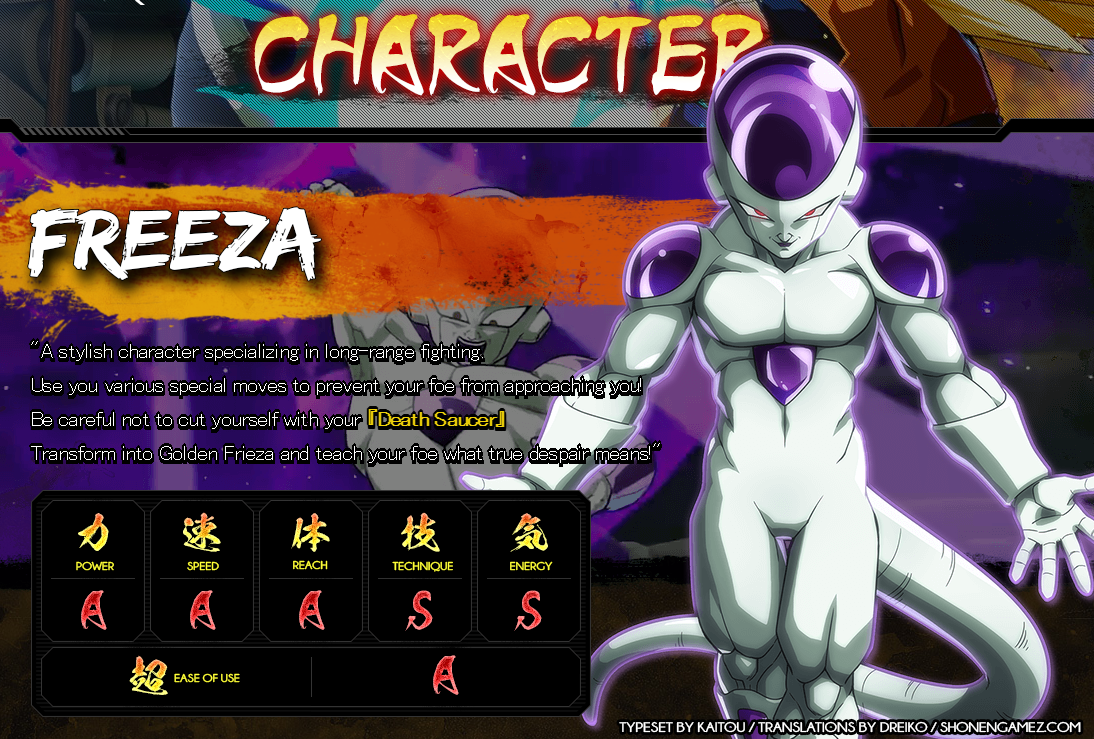 CHARACTER
FREEZA
"A stylish character specializing in long-range fighting.
Use you various special moves to prevent your foe from approaching you!
Be careful not to cut yourself with your 『Death Saucer』
Transform into Golden Frieza and teach your foe what true despair means!"
力 速 体 技 気
POWER SPEED REACH TECHNIQUE ENERGY
A A A S S
超 EASE OF USE A
TYPESET BY KAITOU / TRANSLATIONS BY DREIKO / SHONENGAMEZ.COM